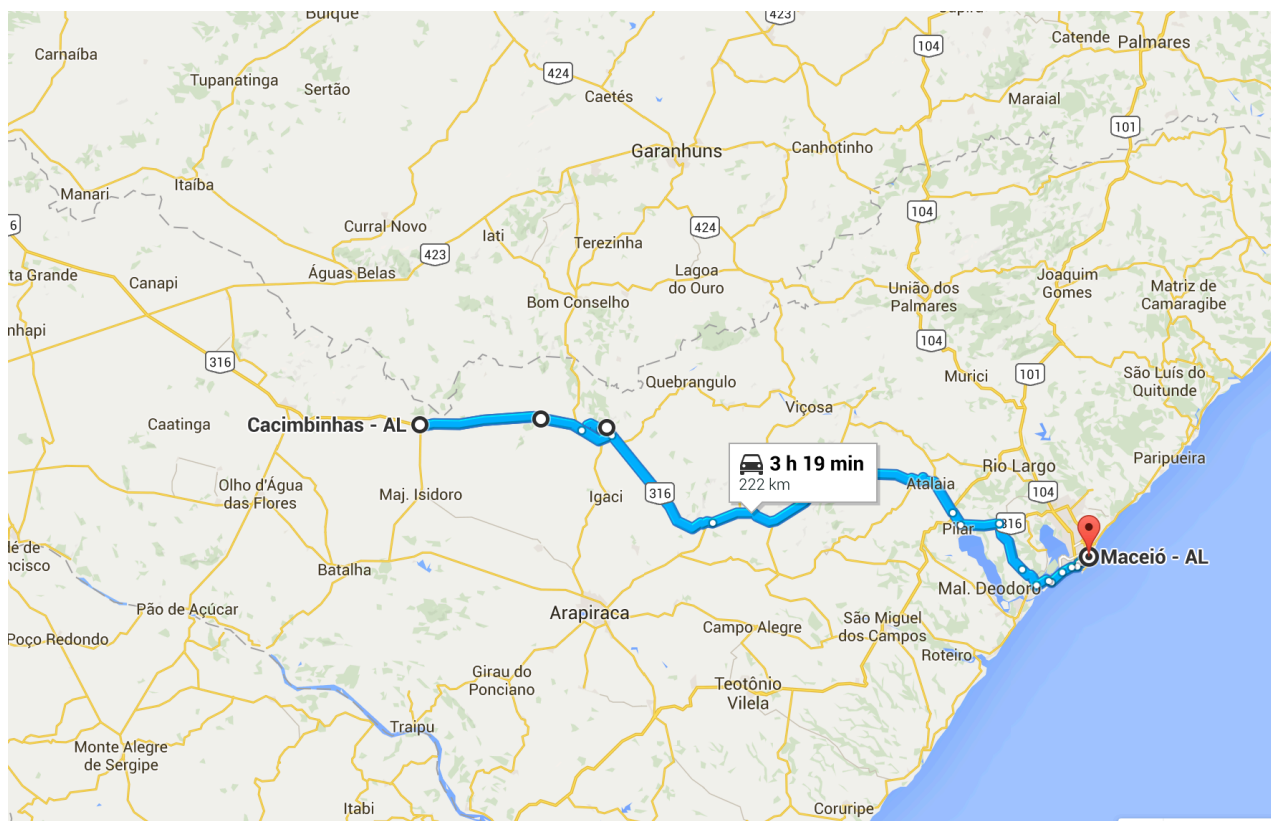 Buíque
423
Carnaíba
104
Catende
Palmares
Tupanatinga
424
Sertão
Caetés
Maraial
101
Garanhuns
Canhotinho
Itaíba
Manari
104
Curral Novo
424
Iati
Terezinha
423
Águas Belas
Lagoa
do Ouro
ta Grande
Canapi
Joaquim
Gomes
União dos
Palmares
Matriz de
Camaragibe
Bom Conselho
nhapi
104
316
101
Murici
São Luís do
Quitunde
Quebrangulo
Viçosa
Caatinga
Cacimbinhas - AL
3 h 19 min
222 km
Paripueira
Rio Largo
Atalaia
Olho d'Água
das Flores
Maj. Isidoro
Igaci
316
104
Pilar
316
Maceió - AL
lé de
ncisco
Batalha
Mal. Deodoro
Pão de Açúcar
Arapiraca
Poço Redondo
Campo Alegre
São Miguel
dos Campos
Roteiro
Girau do
Ponciano
Teotônio
Vilela
Traipu
Monte Alegre
de Sergipe
Itabi
Coruripe